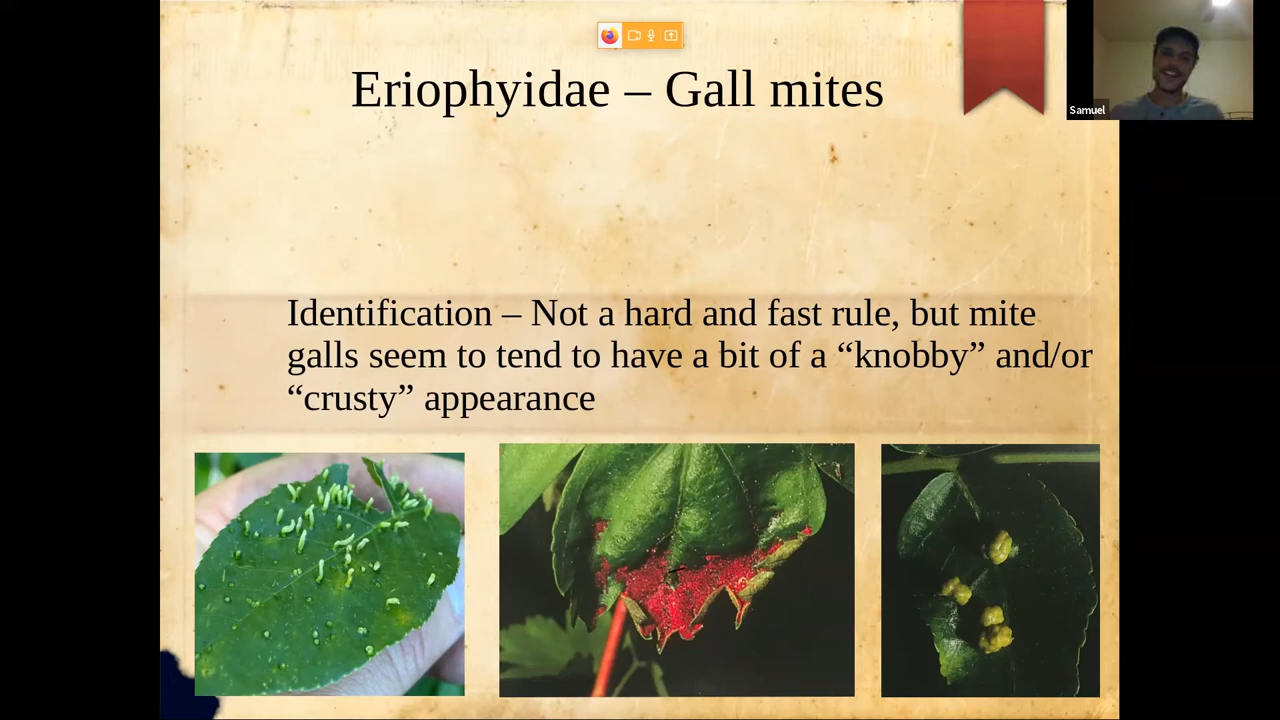 Eriophyidae – Gall mites
Samuel
Identification – Not a hard and fast rule, but mite
galls seem to tend to have a bit of a “knobby” and/or
“crusty” appearance